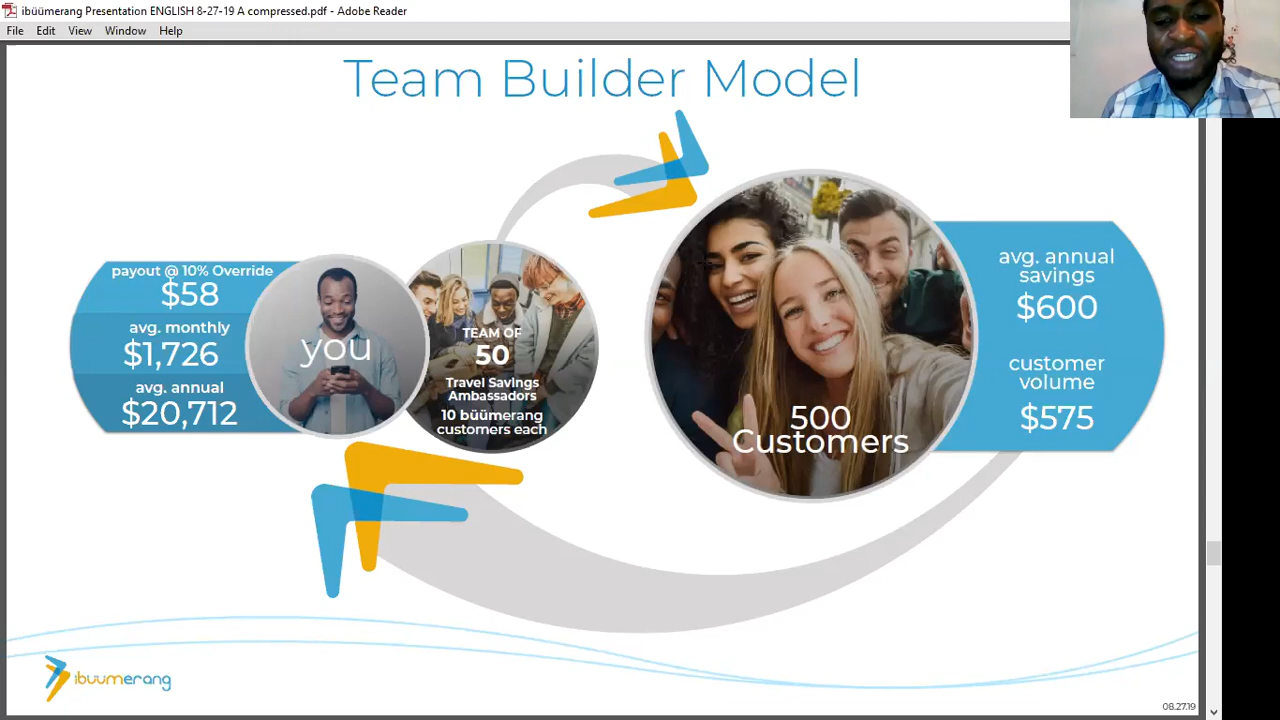 ibüümerang Presentation ENGLISH 8-27-19 A compressed.pdf - Adobe Reader
File Edit View Window Help
Team Builder Model
payout @ 10% Override
$58
avg. monthly
$1,726
avg. annual
$20,712
you
TEAM OF
50
Travel Savings
Ambassadors
10 büümerang
customers each
500
Customers
avg. annual
savings
$600
customer
volume
$575
ibuumerang
08.27.19